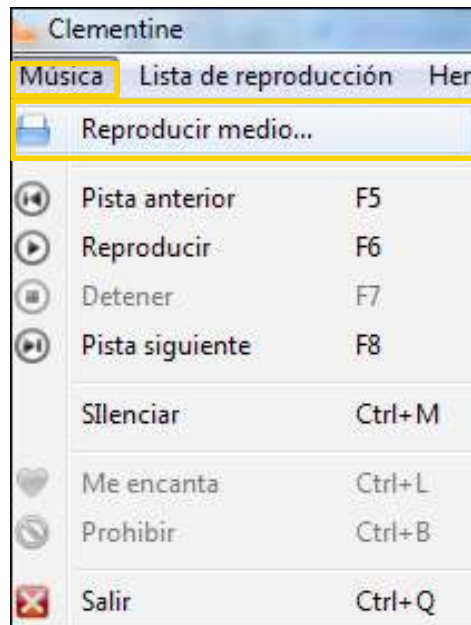 Clementine
Música Lista de reproducción Her
Reproducir medio...
Pista anterior F5
Reproducir F6
Detener F7
Pista siguiente F8
SIlenciar Ctrl+M
Me encanta Ctrl+L
Prohibir Ctrl+B
Salir Ctrl+Q